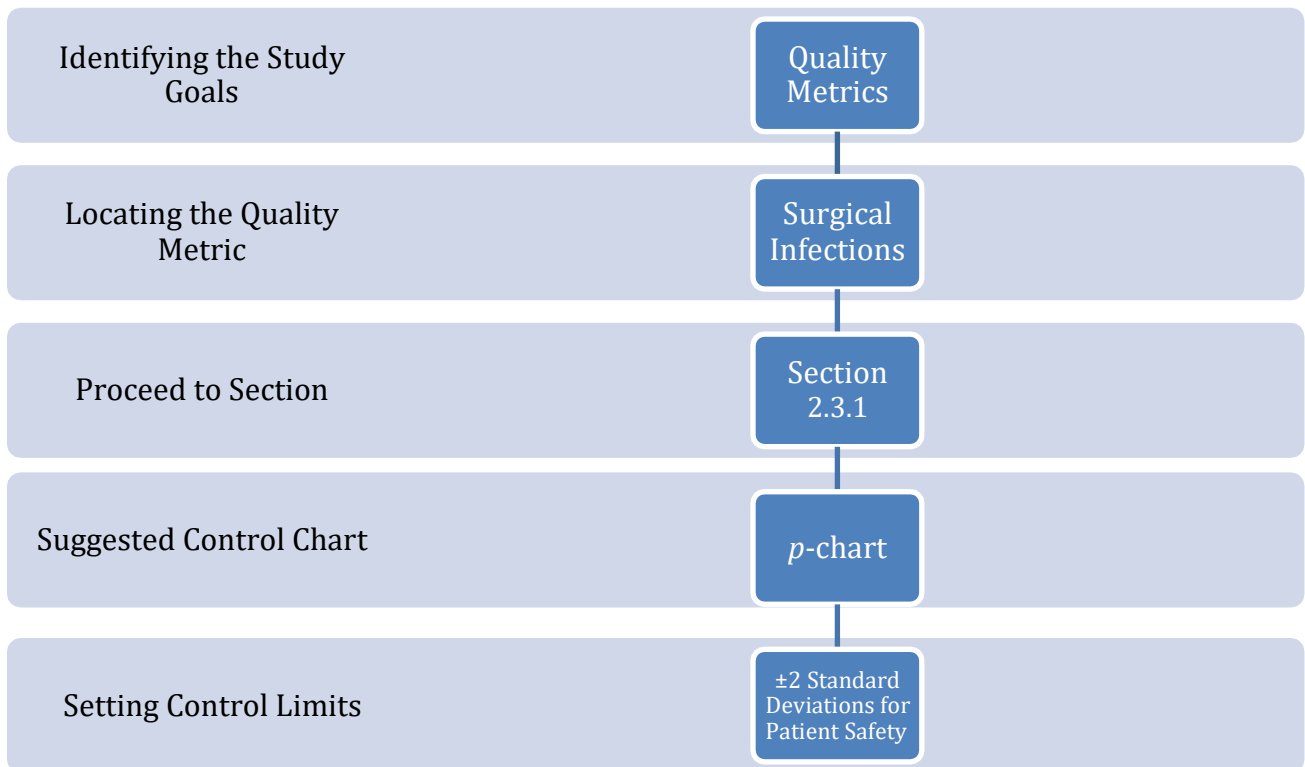 Identifying the Study
Goals
Quality
Metrics
Locating the Quality
Metric
Surgical
Infections
Proceed to Section
Section
2.3.1
Suggested Control Chart
p-chart
Setting Control Limits
±2 Standard
Deviations for
Patient Safety